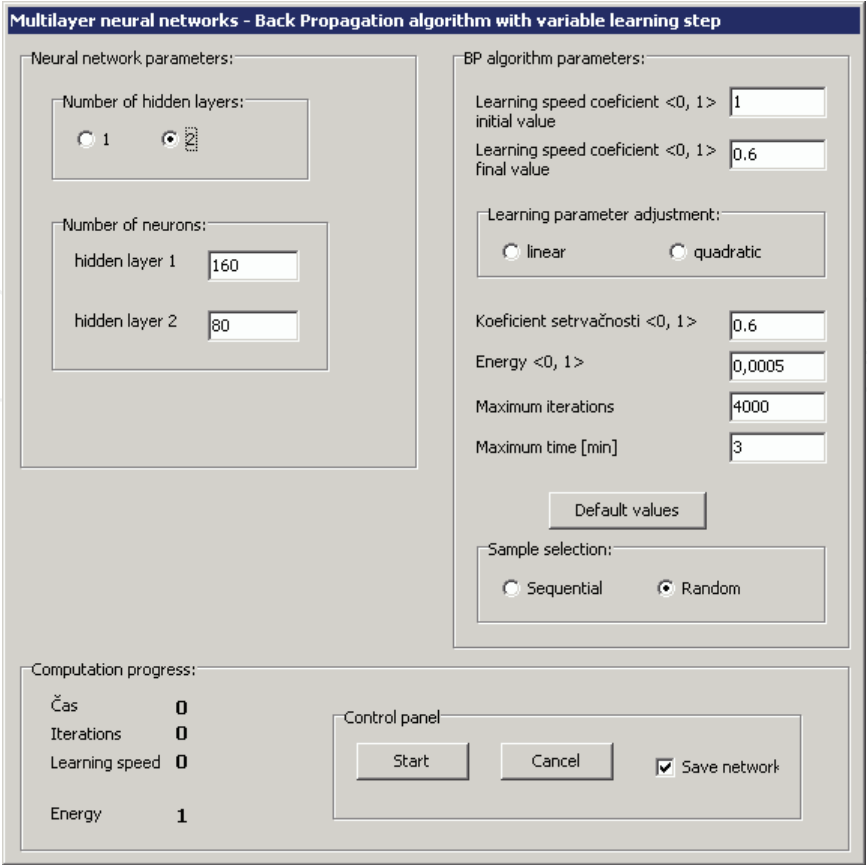 Multilayer neural networks - Back Propagation algorithm with variable learning step
Neural network parameters:
Number of hidden layers:
1 2
Number of neurons:
hidden layer 1 160
hidden layer 2 80
BP algorithm parameters:
Learning speed coeficient <0, 1> 1
initial value
Learning speed coeficient <0, 1> 0.6
final value
Learning parameter adjustment:
linear quadratic
Koeficient setrvačnosti <0, 1> 0.6
Energy <0, 1> 0,0005
Maximum iterations 4000
Maximum time [min] 3
Default values
Sample selection:
Sequential Random
Computation progress:
Čas 0
Iterations 0
Learning speed 0
Energy 1
Control panel
Start Cancel Save network